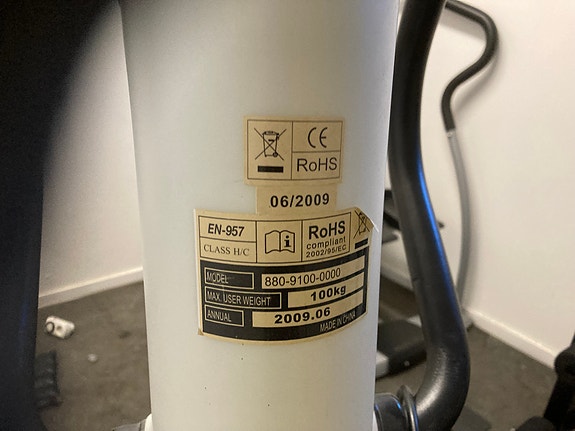 CE
RoHS
06/2009
EN-957
CLASS H/C
RoHS
compliant
2002/95/EC
MODEL 880-9100-0000
MAX. USER WEIGHT 100kg
ANNUAL 2009.06
MADE IN CHINA